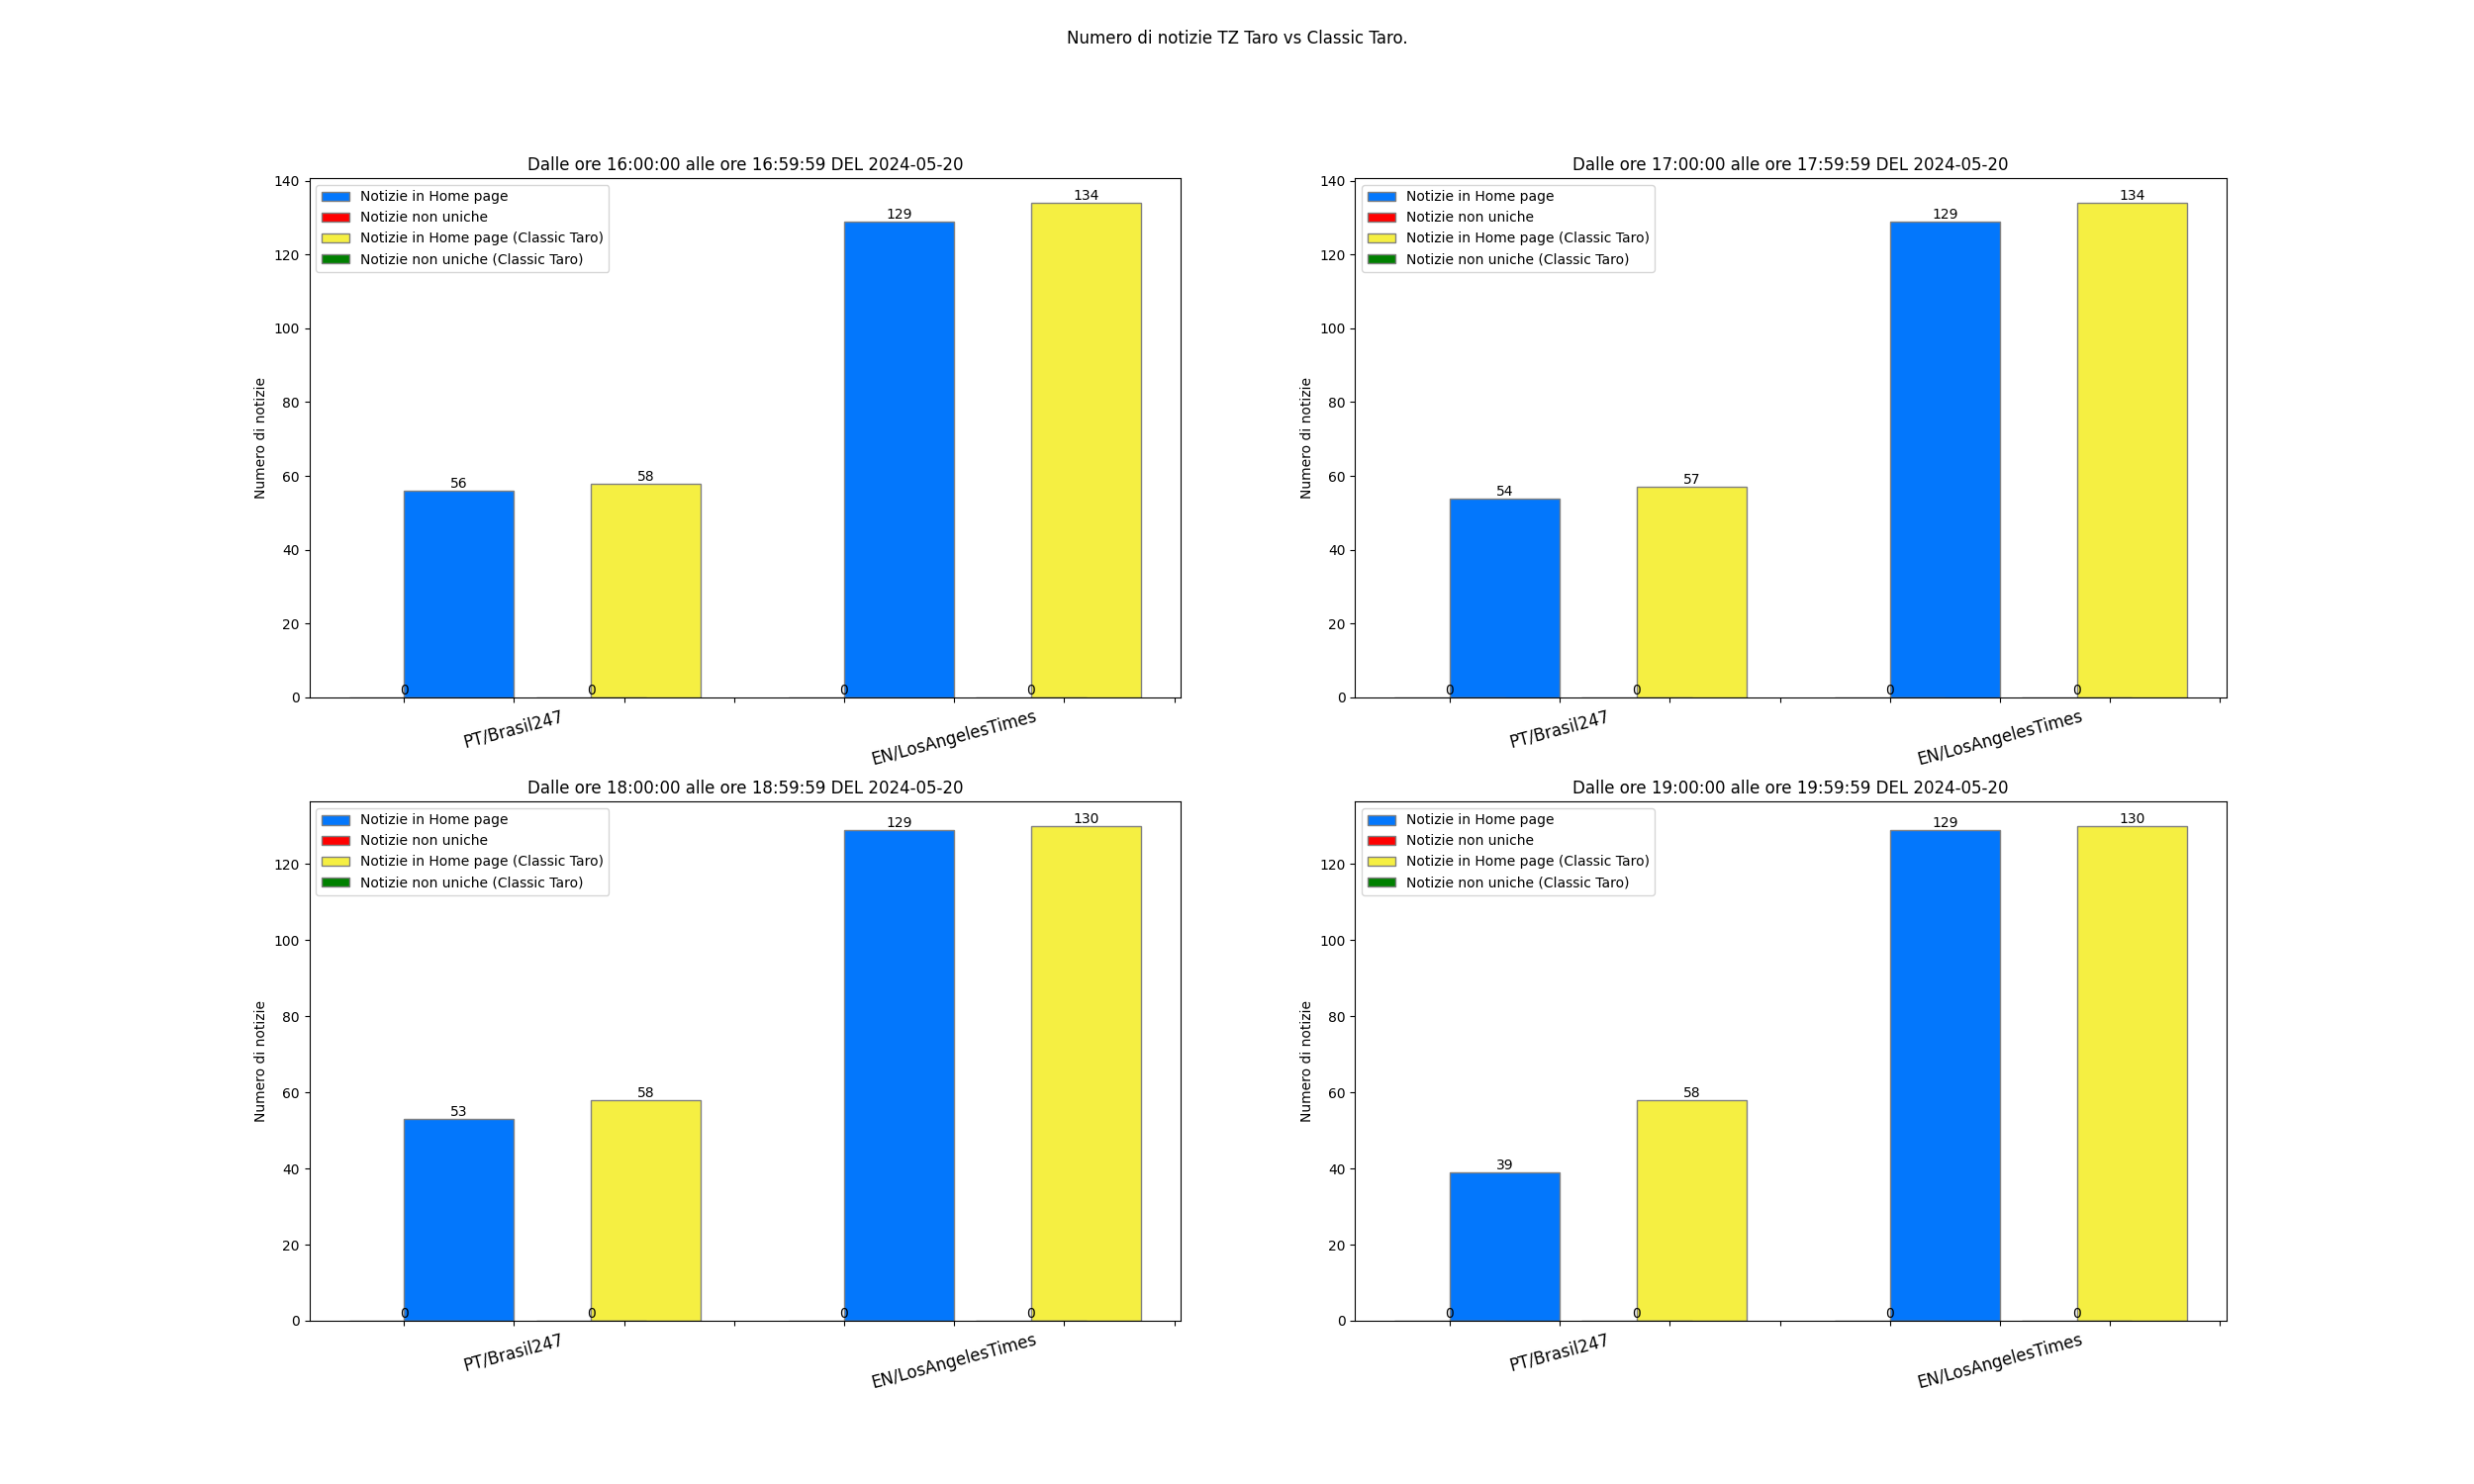 Numero di notizie TZ Taro vs Classic Taro.
Dalle ore 16:00:00 alle ore 16:59:59 DEL 2024-05-20
Numero di notizie
140
120
100
80
60
40
20
0
Notizie in Home page
Notizie non uniche
Notizie in Home page (Classic Taro)
Notizie non uniche (Classic Taro)
56
58
129
134
0
0
0
0
PT/Brasil247
EN/LosAngelesTimes
Dalle ore 17:00:00 alle ore 17:59:59 DEL 2024-05-20
Numero di notizie
140
120
100
80
60
40
20
0
Notizie in Home page
Notizie non uniche
Notizie in Home page (Classic Taro)
Notizie non uniche (Classic Taro)
54
57
129
134
0
0
0
0
PT/Brasil247
EN/LosAngelesTimes
Dalle ore 18:00:00 alle ore 18:59:59 DEL 2024-05-20
Numero di notizie
120
100
80
60
40
20
0
Notizie in Home page
Notizie non uniche
Notizie in Home page (Classic Taro)
Notizie non uniche (Classic Taro)
53
58
129
130
0
0
0
0
PT/Brasil247
EN/LosAngelesTimes
Dalle ore 19:00:00 alle ore 19:59:59 DEL 2024-05-20
Numero di notizie
120
100
80
60
40
20
0
Notizie in Home page
Notizie non uniche
Notizie in Home page (Classic Taro)
Notizie non uniche (Classic Taro)
39
58
129
130
0
0
0
0
PT/Brasil247
EN/LosAngelesTimes